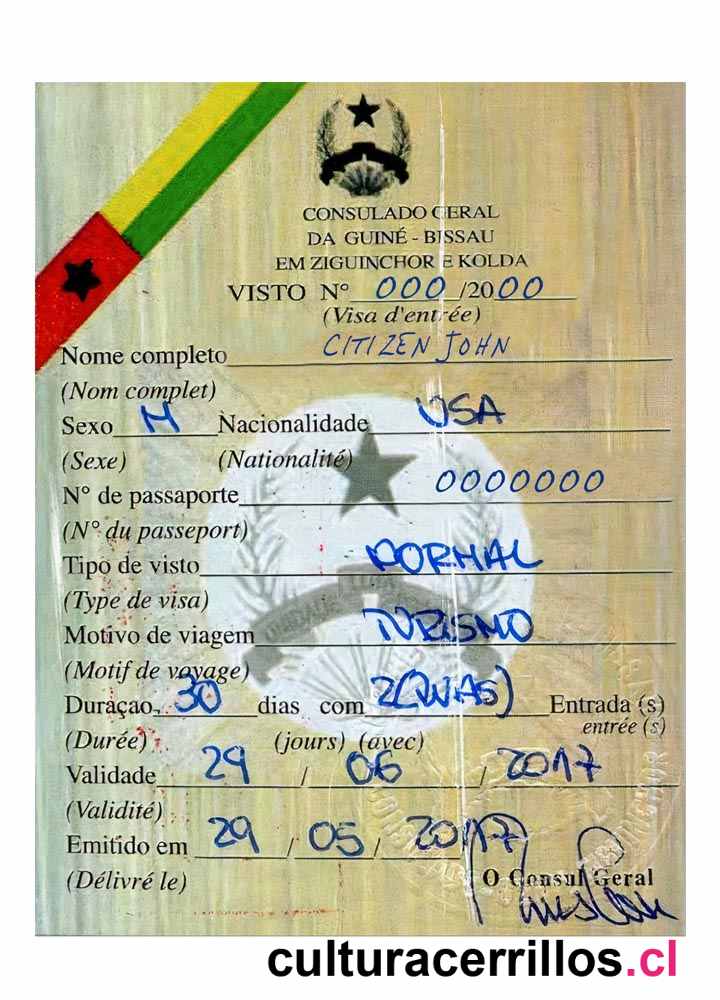 CONSULADO GERAL
DA GUINÉ - BISSAU
EM ZIGUINCHOR E KOLDA
VISTO Nº 000 /2000
(Visa d'entrée)
Nome completo CITIZEN JOHN
(Nom complet)
Sexo M Nacionalidade USA
(Sexe) (Nationalité)
Nº de passaporte 0000000
(N° du passeport)
Tipo de visto NORMAL
(Type de visa)
Motivo de viagem TURISMO
(Motif de voyage)
Duraçao 30 dias com 2(DUAS) Entrada (s)
(Durée) (jours) (avec) entrée (s)
Validade 29 / 06 / 2017
(Validité)
Emitido em 29 / 05 / 2017
(Délivré le) O Consul Geral
culturacerrillos.cl